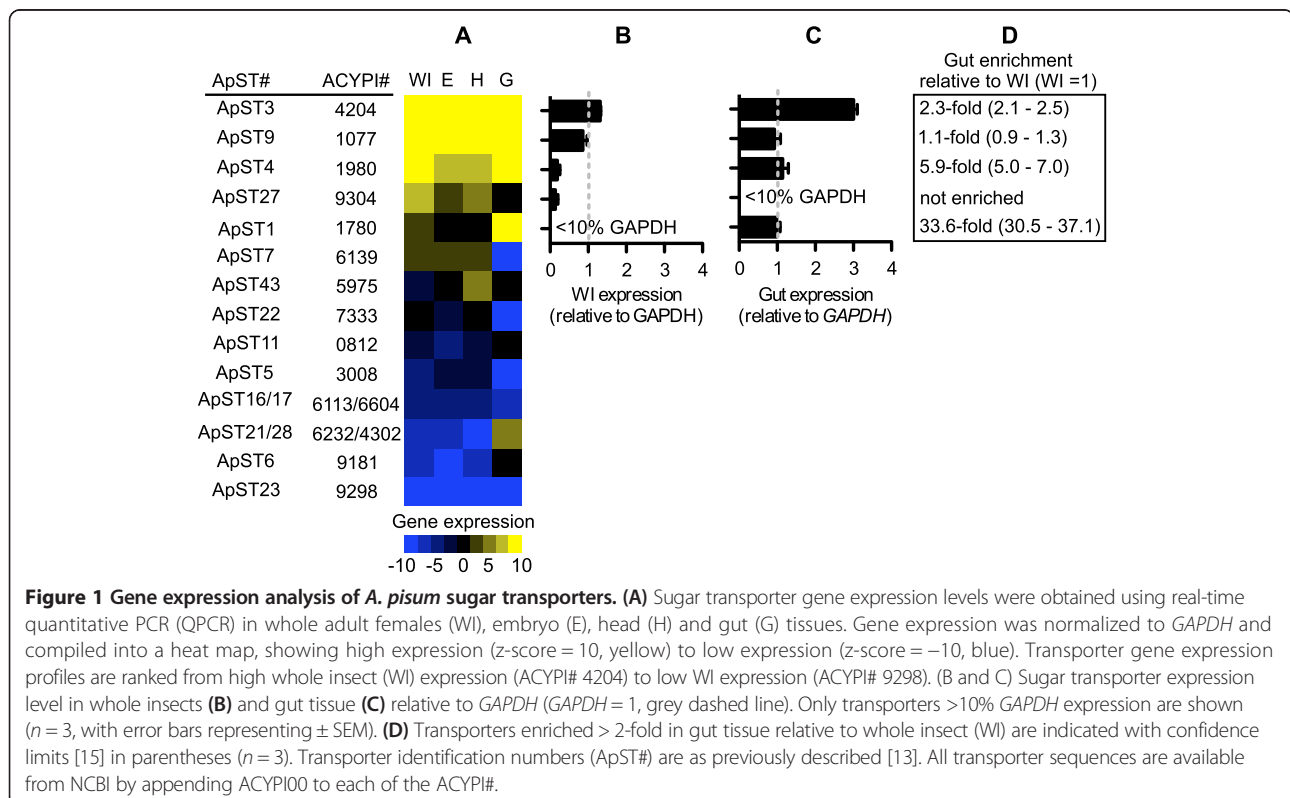 A B C D
ApST# ACYPI# WI E H G
Gut enrichment
relative to WI (WI =1)
ApST3 4204 2.3-fold (2.1 - 2.5)
ApST9 1077 1.1-fold (0.9 - 1.3)
ApST4 1980 5.9-fold (5.0 - 7.0)
ApST27 9304 <10% GAPDH not enriched
ApST1 1780 <10% GAPDH 33.6-fold (30.5 - 37.1)
ApST7 6139
ApST43 5975
ApST22 7333
ApST11 0812
ApST5 3008
ApST16/17 6113/6604
ApST21/28 6232/4302
ApST6 9181
ApST23 9298
0 1 2 3 4
WI expression
(relative to GAPDH)
0 1 2 3 4
Gut expression
(relative to GAPDH)
Gene expression
-10 -5 0 5 10
Figure 1 Gene expression analysis of A. pisum sugar transporters. (A) Sugar transporter gene expression levels were obtained using real-time
quantitative PCR (QPCR) in whole adult females (WI), embryo (E), head (H) and gut (G) tissues. Gene expression was normalized to GAPDH and
compiled into a heat map, showing high expression (z-score = 10, yellow) to low expression (z-score = −10, blue). Transporter gene expression
profiles are ranked from high whole insect (WI) expression (ACYPI# 4204) to low WI expression (ACYPI# 9298). (B and C) Sugar transporter expression
level in whole insects (B) and gut tissue (C) relative to GAPDH (GAPDH = 1, grey dashed line). Only transporters >10% GAPDH expression are shown
(n = 3, with error bars representing ± SEM). (D) Transporters enriched > 2-fold in gut tissue relative to whole insect (WI) are indicated with confidence
limits [15] in parentheses (n = 3). Transporter identification numbers (ApST#) are as previously described [13]. All transporter sequences are available
from NCBI by appending ACYPI00 to each of the ACYPI#.